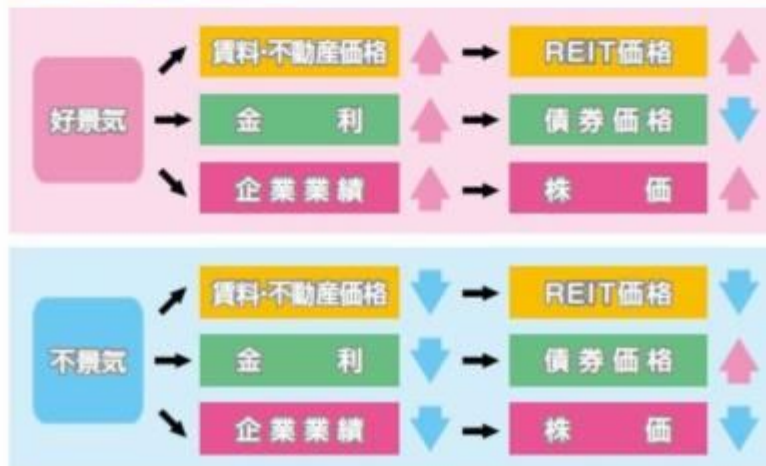 賃料・不動産価格
REIT価格
好景気
金利
債券価格
企業業績
株価
賃料・不動産価格
REIT価格
不景気
金利
債券価格
企業業績
株価